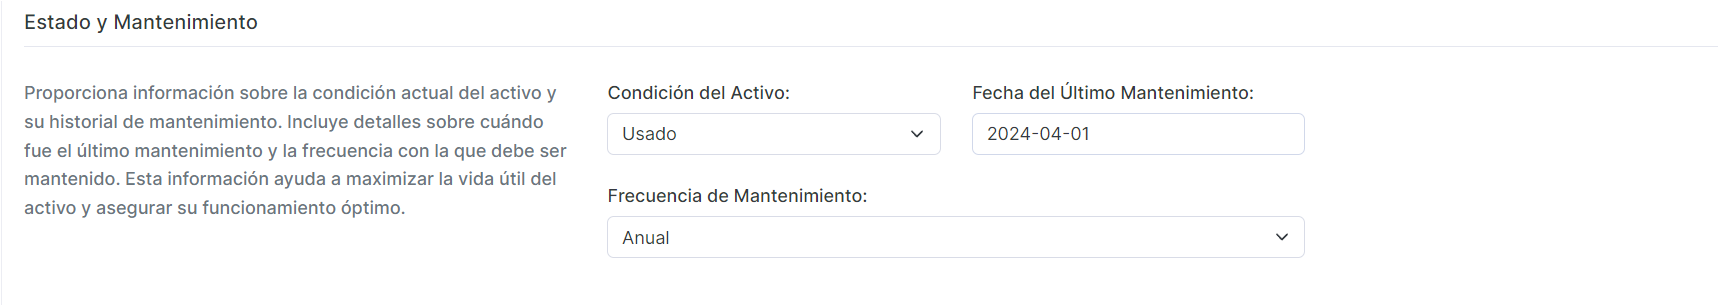 Estado y Mantenimiento
Proporciona información sobre la condición actual del activo y
su historial de mantenimiento. Incluye detalles sobre cuándo
fue el último mantenimiento y la frecuencia con la que debe ser
mantenido. Esta información ayuda a maximizar la vida útil del
activo y asegurar su funcionamiento óptimo.
Condición del Activo:
Usado
Fecha del Último Mantenimiento:
2024-04-01
Frecuencia de Mantenimiento:
Anual